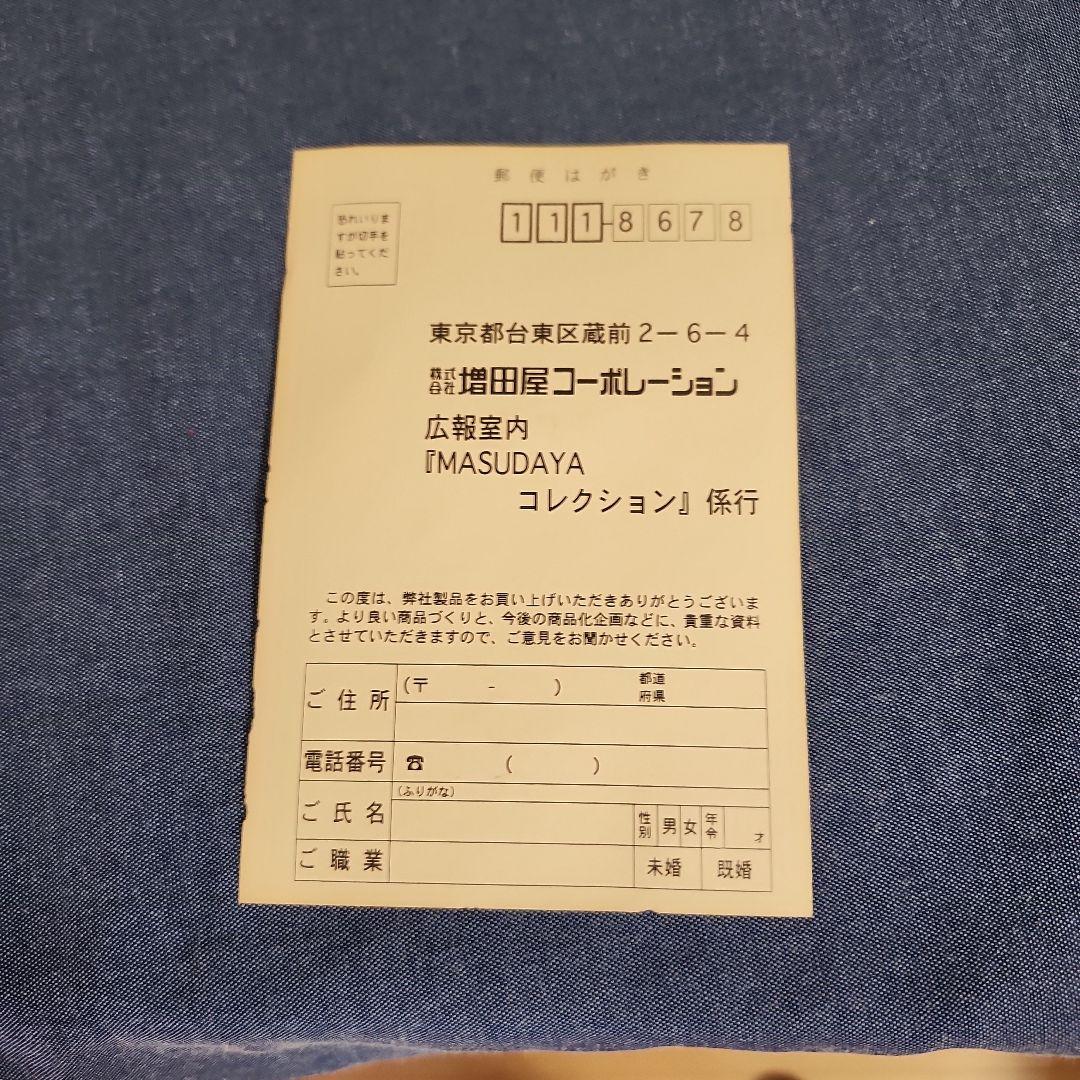 郵便はがき
恐れいりま
すが切手を
貼ってくだ
さい。
111-8678
東京都台東区蔵前2-6-4
株式会社 増田屋コーポレーション
広報室内
『MASUDAYA
コレクション』係行
この度は、弊社製品をお買い上げいただきありがとうございま
す。より良い商品づくりと、今後の商品化企画などに、貴重な資料
とさせていただきますので、ご意見をお聞かせください。
ご住所 (〒 - ) 都道府県
電話番号 ☎ ( )
(ふりがな)
ご氏名 性別 男 女 年令 才
ご職業 未婚 既婚